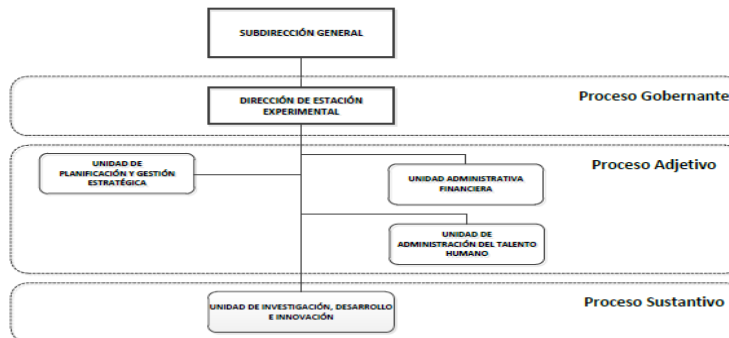 SUBDIRECCIÓN GENERAL
DIRECCIÓN DE ESTACIÓN
EXPERIMENTAL
Proceso Gobernante
UNIDAD DE
PLANIFICACIÓN Y GESTIÓN
ESTRATÉGICA
UNIDAD ADMINISTRATIVA
FINANCIERA
Proceso Adjetivo
UNIDAD DE
ADMINISTRACIÓN DEL TALENTO
HUMANO
UNIDAD DE INVESTIGACIÓN, DESARROLLO
E INNOVACIÓN
Proceso Sustantivo